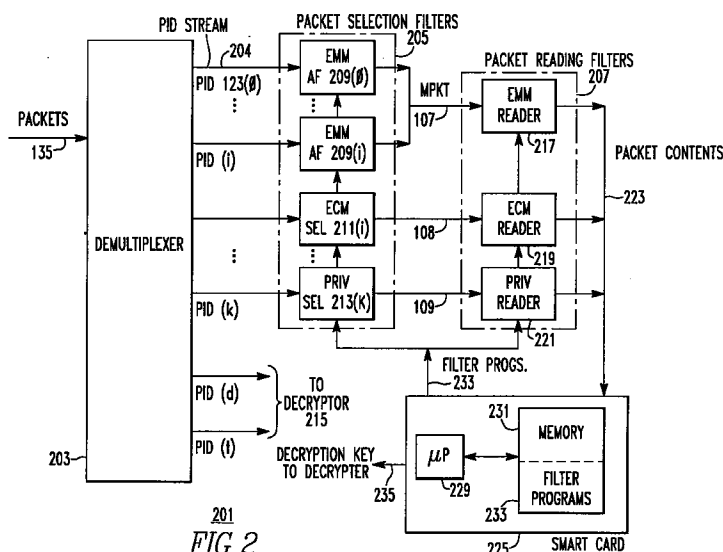 PACKET SELECTION FILTERS
PID STREAM
204
205
PACKET READING FILTERS
207
EMM
AF 209(Ø)
PID 123(Ø)
...
...
MPKT
107
EMM
READER
217
PACKETS
135
EMM
AF 209(i)
PID (i)
PACKET CONTENTS
223
DEMULTIPLEXER
ECM
SEL 211(i)
108
ECM
READER
219
...
...
PRIV
SEL 213(K)
PID (k)
109
PRIV
READER
221
FILTER PROGS.
233
PID (d)
TO
DECRYPTOR
215
PID (t)
203
231
MEMORY
μP
229
DECRYPTION KEY
TO DECRYPTER
235
FILTER
PROGRAMS
233
201
FIG 2
225
SMART CARD